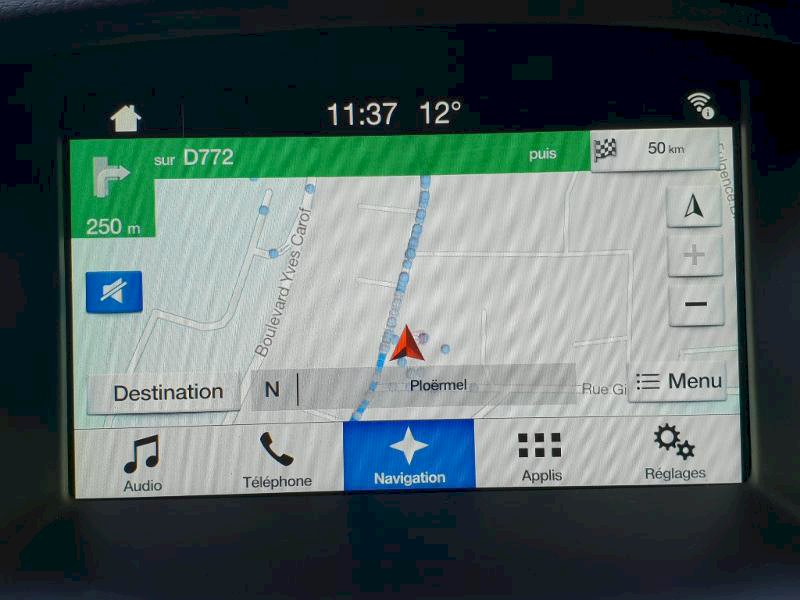 11:37 12°
sur D772 puis 50 km
250 m
Boulevard Yves Carof
Destination N Ploërmel Rue Gi Menu
Audio Téléphone Navigation Applis Réglages